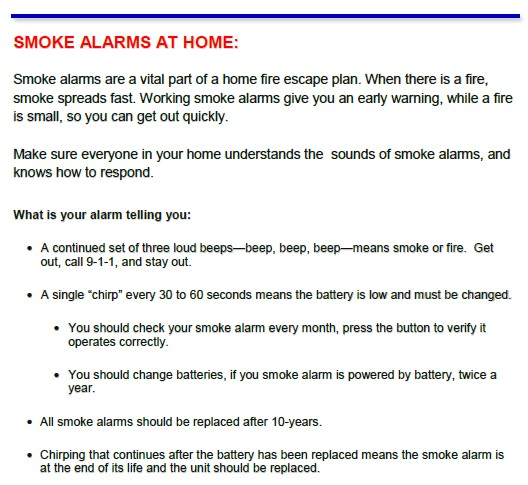 SMOKE ALARMS AT HOME:
Smoke alarms are a vital part of a home fire escape plan. When there is a fire,
smoke spreads fast. Working smoke alarms give you an early warning, while a fire
is small, so you can get out quickly.
Make sure everyone in your home understands the sounds of smoke alarms, and
knows how to respond.
What is your alarm telling you:
• A continued set of three loud beeps—beep, beep, beep—means smoke or fire. Get
out, call 9-1-1, and stay out.
• A single “chirp” every 30 to 60 seconds means the battery is low and must be changed.
• You should check your smoke alarm every month, press the button to verify it
operates correctly.
• You should change batteries, if you smoke alarm is powered by battery, twice a
year.
• All smoke alarms should be replaced after 10-years.
• Chirping that continues after the battery has been replaced means the smoke alarm is
at the end of its life and the unit should be replaced.